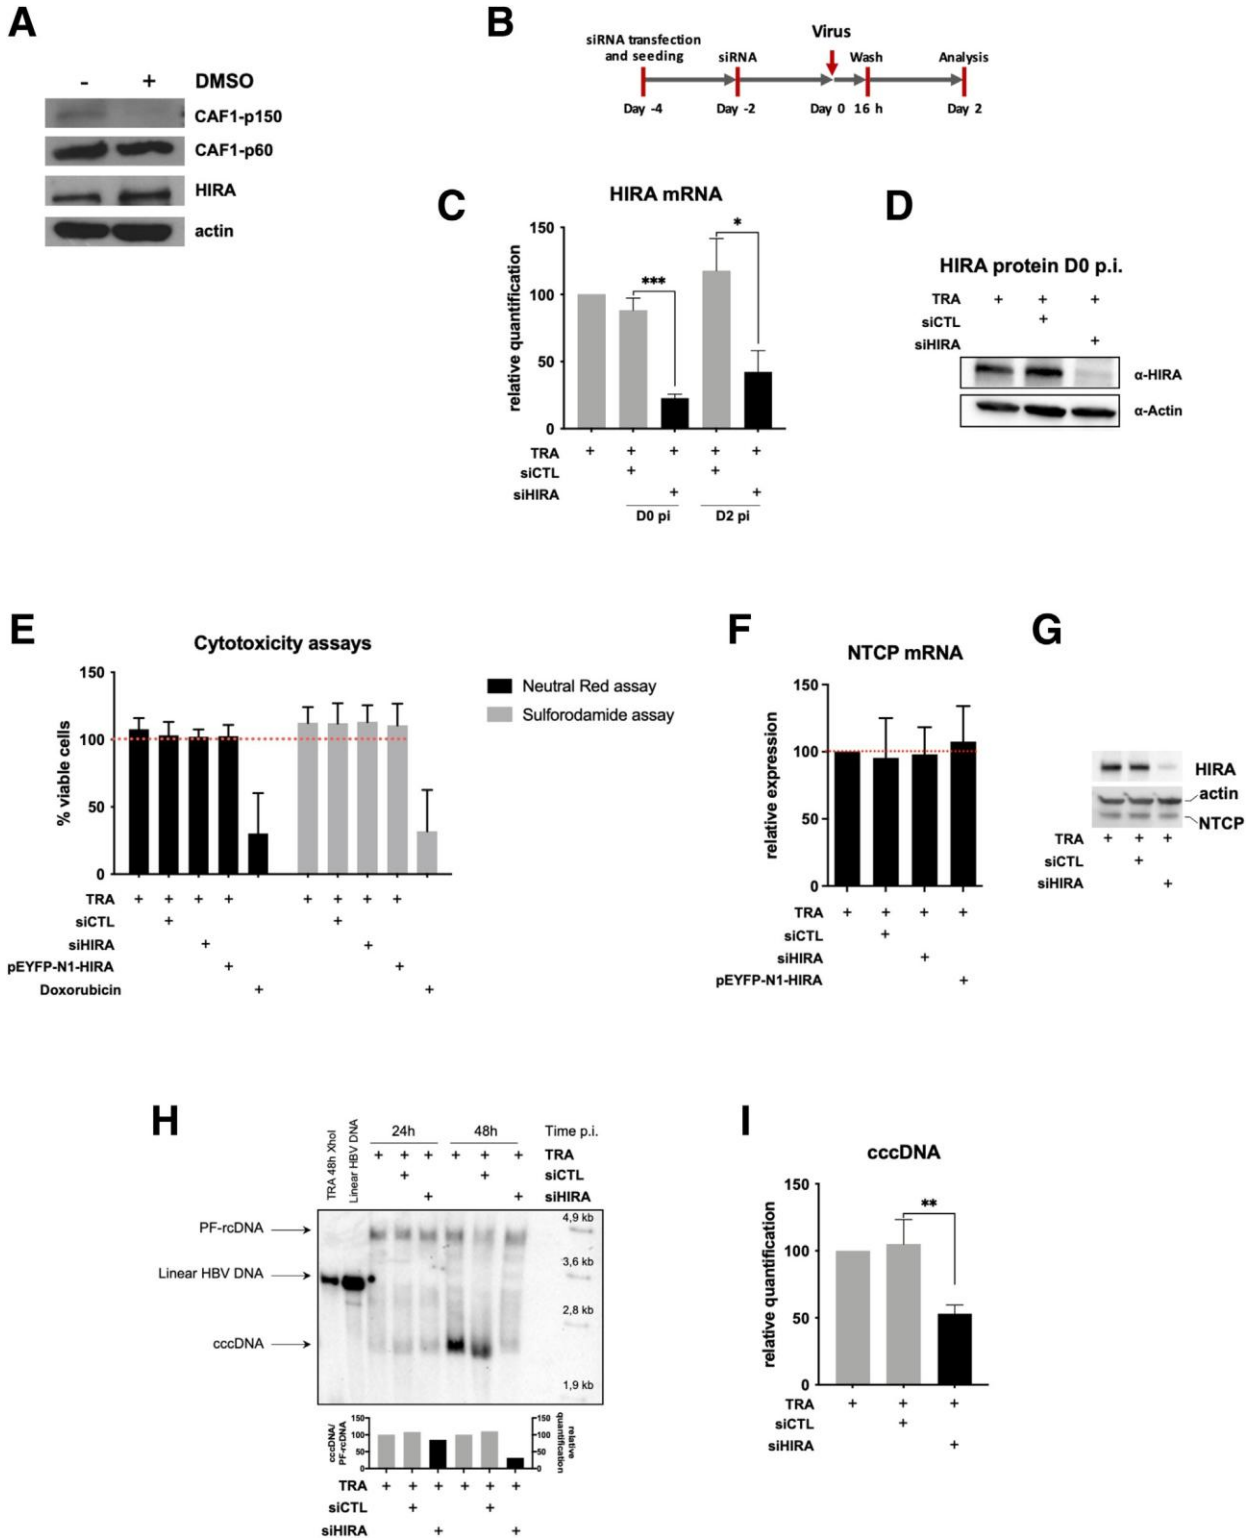 A
- + DMSO
CAF1-p150
CAF1-p60
HIRA
actin
B
siRNA transfection
and seeding
siRNA
Virus
Wash
Analysis
Day -4
Day -2
Day 0
16 h
Day 2
C
HIRA mRNA
relative quantification
150
100
50
0
***
*
TRA + + + + +
siCTL + +
siHIRA + +
D0 pi D2 pi
D
HIRA protein D0 p.i.
TRA + + +
siCTL +
siHIRA +
α-HIRA
α-Actin
E
Cytotoxicity assays
% viable cells
150
100
50
0
Neutral Red assay
Sulforodamide assay
TRA + + + + + + + +
siCTL + +
siHIRA + +
pEYFP-N1-HIRA + +
Doxorubicin + +
F
NTCP mRNA
relative expression
150
100
50
0
TRA + + + +
siCTL +
siHIRA +
pEYFP-N1-HIRA +
G
HIRA
actin
NTCP
TRA + + +
siCTL +
siHIRA +
H
TRA 48h XhoI
Linear HBV DNA
24h 48h Time p.i.
+ + + + + + TRA
+ + siCTL
+ + siHIRA
PF-rcDNA
Linear HBV DNA
cccDNA
4,9 kb
3,6 kb
2,8 kb
1,9 kb
cccDNA/
PF-rcDNA
150
100
50
0
150
100
50
0
relative
quantification
TRA + + + + + +
siCTL + +
siHIRA + +
I
cccDNA
relative quantification
150
100
50
0
**
TRA + + +
siCTL +
siHIRA +